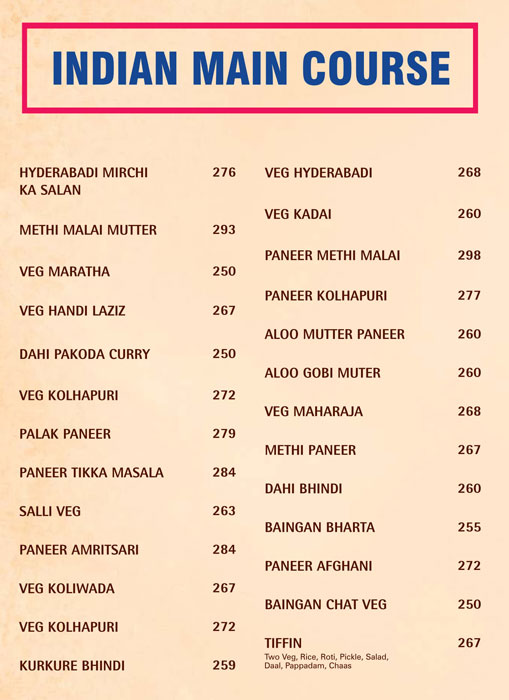 INDIAN MAIN COURSE
HYDERABADI MIRCHI 276
KA SALAN
METHI MALAI MUTTER 293
VEG MARATHA 250
VEG HANDI LAZIZ 267
DAHI PAKODA CURRY 250
VEG KOLHAPURI 272
PALAK PANEER 279
PANEER TIKKA MASALA 284
SALLI VEG 263
PANEER AMRITSARI 284
VEG KOLIWADA 267
VEG KOLHAPURI 272
KURKURE BHINDI 259
VEG HYDERABADI 268
VEG KADAI 260
PANEER METHI MALAI 298
PANEER KOLHAPURI 277
ALOO MUTTER PANEER 260
ALOO GOBI MUTER 260
VEG MAHARAJA 268
METHI PANEER 267
DAHI BHINDI 260
BAINGAN BHARTA 255
PANEER AFGHANI 272
BAINGAN CHAT VEG 250
TIFFIN 267
Two Veg, Rice, Roti, Pickle, Salad,
Daal, Pappadam, Chaas